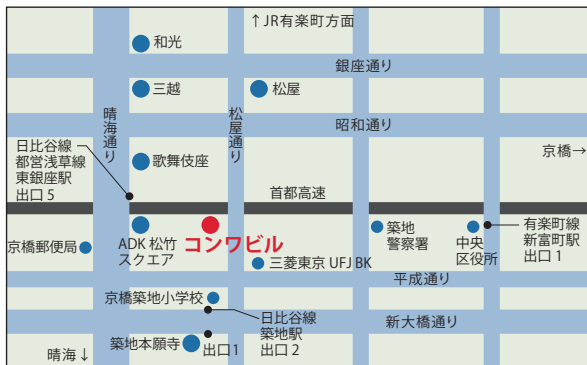 ↑JR有楽町方面
和光
銀座通り
三越
松屋
晴海通り
松屋通り
昭和通り
京橋→
日比谷線
都営浅草線
東銀座駅
出口5
歌舞伎座
首都高速
京橋郵便局
ADK 松竹
スクエア
コンワビル
築地
警察署
中央
区役所
有楽町線
新富町駅
出口1
三菱東京 UFJ BK
平成通り
京橋築地小学校
日比谷線
築地駅
出口2
新大橋通り
築地本願寺
出口1
晴海↓